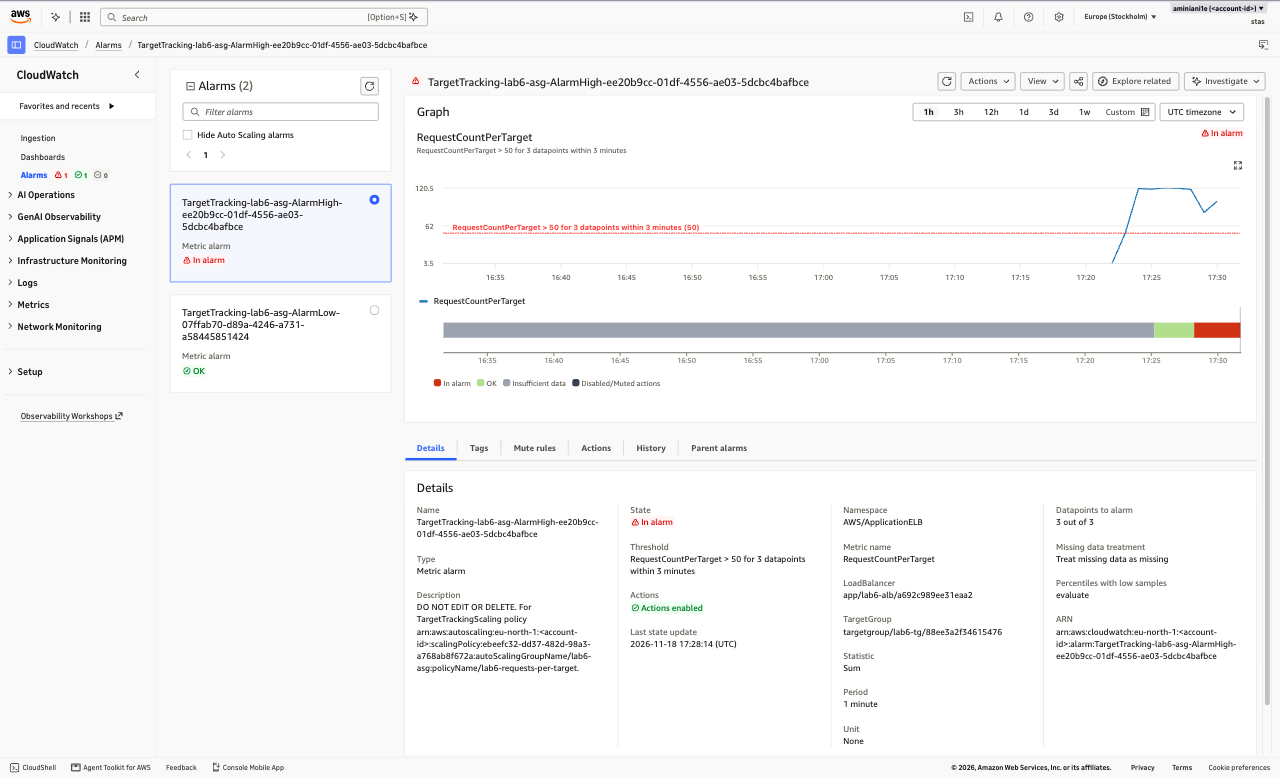 aws
Search
[Option+S]
Europe (Stockholm)
aminiani1e (<account-id>)
stas
CloudWatch / Alarms / TargetTracking-lab6-asg-AlarmHigh-ee20b9cc-01df-4556-ae03-5dcbc4bafbce
CloudWatch
Favorites and recents
Ingestion
Dashboards
Alarms 1 1 0
AI Operations
GenAI Observability
Application Signals (APM)
Infrastructure Monitoring
Logs
Metrics
Network Monitoring
Setup
Observability Workshops
Alarms (2)
Filter alarms
Hide Auto Scaling alarms
1
TargetTracking-lab6-asg-AlarmHigh-
ee20b9cc-01df-4556-ae03-
5dcbc4bafbce
Metric alarm
In alarm
TargetTracking-lab6-asg-AlarmLow-
07ffab70-d89a-4246-a731-
a58445851424
Metric alarm
OK
TargetTracking-lab6-asg-AlarmHigh-ee20b9cc-01df-4556-ae03-5dcbc4bafbce
Actions
View
Explore related
Investigate
Graph
1h 3h 12h 1d 3d 1w Custom
UTC timezone
RequestCountPerTarget
In alarm
RequestCountPerTarget > 50 for 3 datapoints within 3 minutes
120.5
62
3.5
RequestCountPerTarget > 50 for 3 datapoints within 3 minutes (50)
16:35 16:40 16:45 16:50 16:55 17:00 17:05 17:10 17:15 17:20 17:25 17:30
RequestCountPerTarget
16:35 16:40 16:45 16:50 16:55 17:00 17:05 17:10 17:15 17:20 17:25 17:30
In alarm OK Insufficient data Disabled/Muted actions
Details Tags Mute rules Actions History Parent alarms
Details
Name
TargetTracking-lab6-asg-AlarmHigh-ee20b9cc-
01df-4556-ae03-5dcbc4bafbce
Type
Metric alarm
Description
DO NOT EDIT OR DELETE. For
TargetTrackingScaling policy
arn:aws:autoscaling:eu-north-1:<account-
id>:scalingPolicy:ebeefc32-dd37-482d-98a3-
a768ab8f672a:autoScalingGroupName/lab6-
asg:policyName/lab6-requests-per-target.
State
In alarm
Threshold
RequestCountPerTarget > 50 for 3 datapoints
within 3 minutes
Actions
Actions enabled
Last state update
2026-11-18 17:28:14 (UTC)
Namespace
AWS/ApplicationELB
Metric name
RequestCountPerTarget
LoadBalancer
app/lab6-alb/a692c989ee31eaa2
TargetGroup
targetgroup/lab6-tg/88ee3a2f34615476
Statistic
Sum
Period
1 minute
Unit
None
Datapoints to alarm
3 out of 3
Missing data treatment
Treat missing data as missing
Percentiles with low samples
evaluate
ARN
arn:aws:cloudwatch:eu-north-1:<account-
id>:alarm:TargetTracking-lab6-asg-AlarmHigh-
ee20b9cc-01df-4556-ae03-5dcbc4bafbce
CloudShell
Agent Toolkit for AWS
Feedback
Console Mobile App
© 2026, Amazon Web Services, Inc. or its affiliates.
Privacy
Terms
Cookie preferences